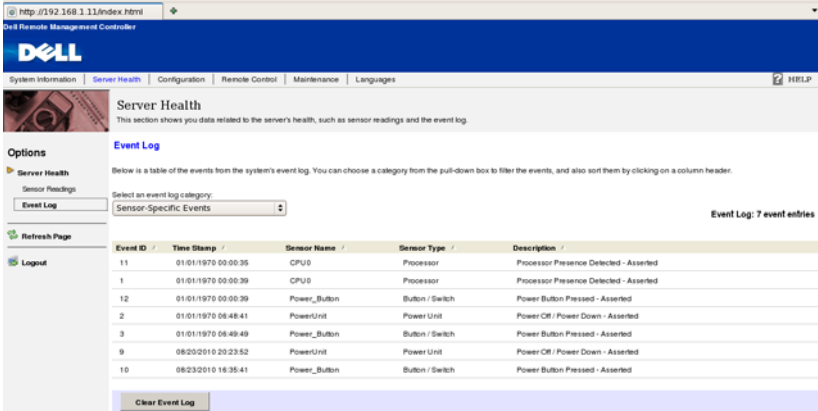 http://192.168.1.11/index.html
Dell Remote Management Controller
DELL
System Information Server Health Configuration Remote Control Maintenance Languages HELP
Server Health
This section shows you data related to the server's health, such as sensor readings and the event log.
Options
Server Health
Sensor Readings
Event Log
Refresh Page
Logout
Event Log
Below is a table of the events from the system's event log. You can choose a category from the pull-down box to filter the events, and also sort them by clicking on a column header.
Select an event log category:
Sensor-Specific Events
Event Log: 7 event entries
Event ID Time Stamp Sensor Name Sensor Type Description
11 01/01/1970 00:00:35 CPU0 Processor Processor Presence Detected - Asserted
1 01/01/1970 00:00:39 CPU0 Processor Processor Presence Detected - Asserted
12 01/01/1970 00:00:39 Power_Button Button / Switch Power Button Pressed - Asserted
2 01/01/1970 06:48:41 PowerUnit Power Unit Power Off / Power Down - Asserted
3 01/01/1970 06:49:49 Power_Button Button / Switch Power Button Pressed - Asserted
9 08/20/2010 20:23:52 PowerUnit Power Unit Power Off / Power Down - Asserted
10 08/23/2010 16:35:41 Power_Button Button / Switch Power Button Pressed - Asserted
Clear Event Log